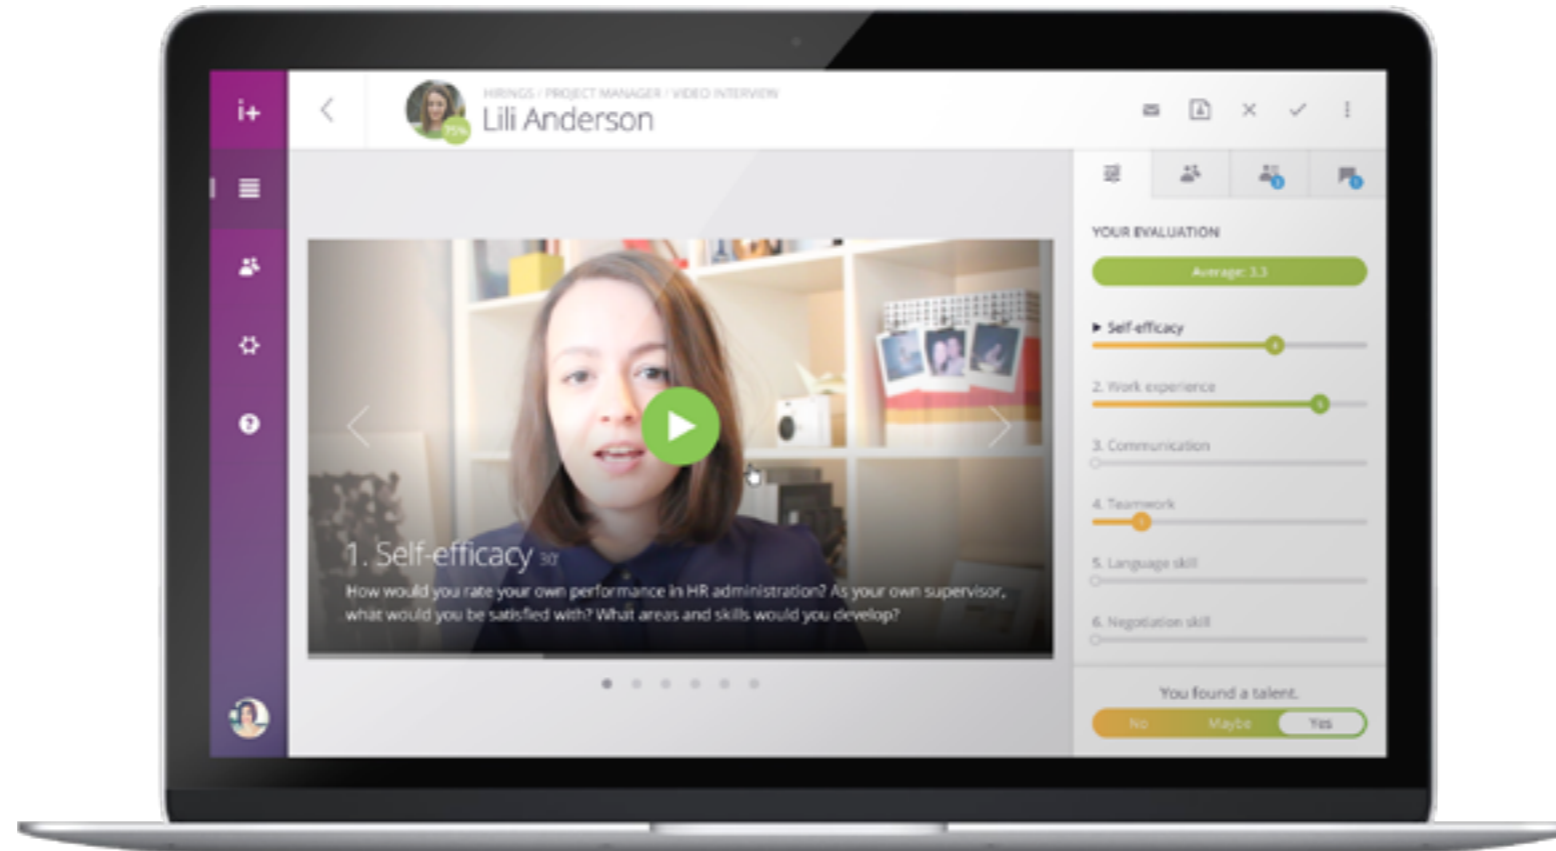 i+
HIRINGS / PROJECT MANAGER / VIDEO INTERVIEW
Lili Anderson
75%
YOUR EVALUATION
Average: 3.3
Self-efficacy
2. Work experience
3. Communication
4. Teamwork
5. Language skill
6. Negotiation skill
1. Self-efficacy 30'
How would you rate your own performance in HR administration? As your own supervisor,
what would you be satisfied with? What areas and skills would you develop?
You found a talent.
No Maybe Yes